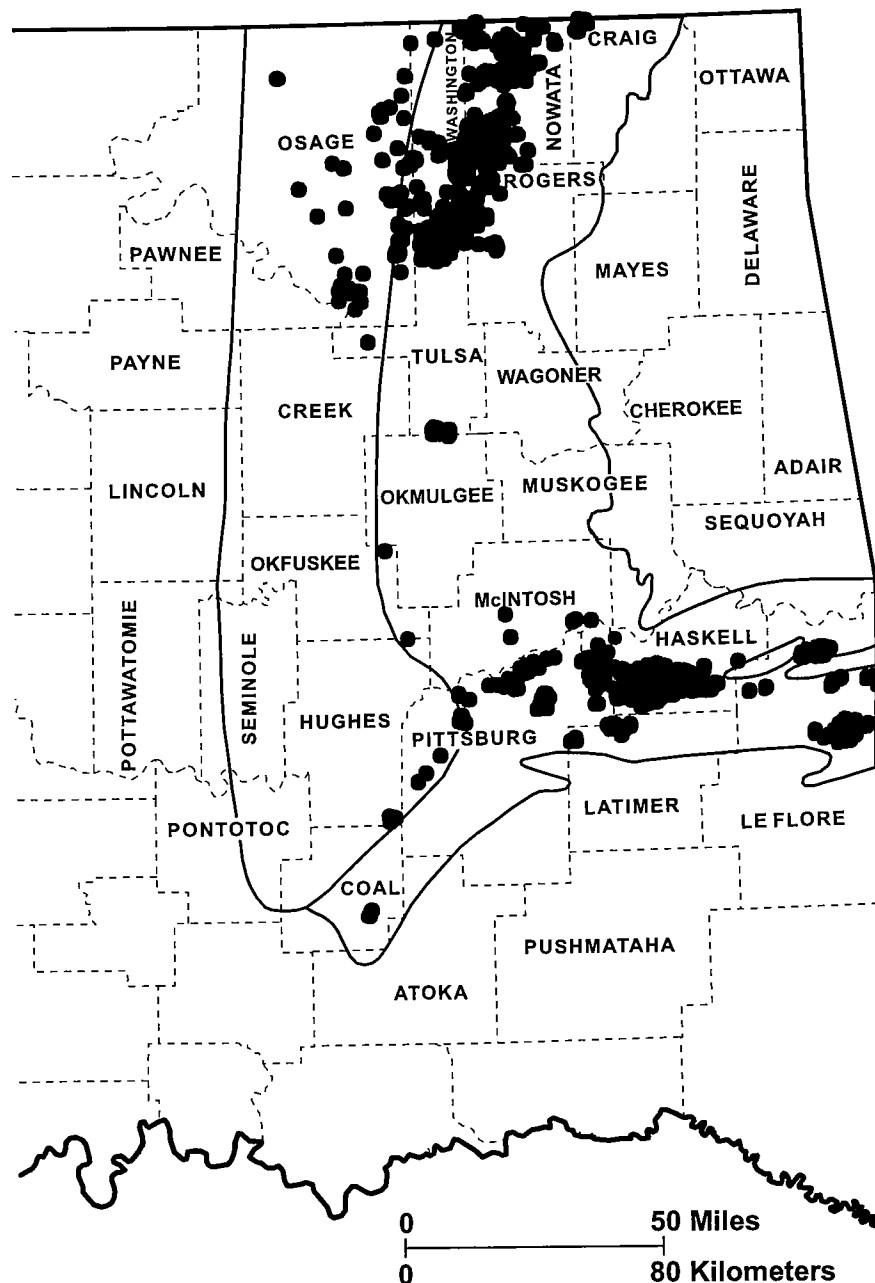 CRAIG
OTTAWA
WASHINGTON
NOWATA
OSAGE
ROGERS
DELAWARE
PAWNEE
MAYES
PAYNE
TULSA
WAGONER
CREEK
CHEROKEE
ADAIR
LINCOLN
OKMULGEE
MUSKOGEE
SEQUOYAH
OKFUSKEE
McINTOSH
HASKELL
POTTAWATOMIE
SEMINOLE
HUGHES
PITTSBURG
LATIMER
LE FLORE
PONTOTOC
COAL
PUSHMATAHA
ATOKA
0 50 Miles
0 80 Kilometers